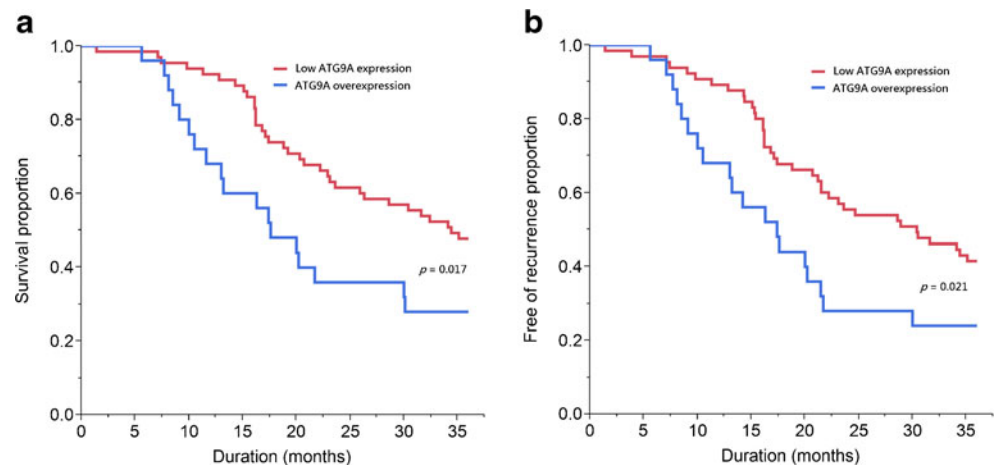 a
Survival proportion
1.0
0.8
0.6
0.4
0.2
0.0
Low ATG9A expression
ATG9A overexpression
p = 0.017
0 5 10 15 20 25 30 35
Duration (months)
b
Free of recurrence proportion
1.0
0.8
0.6
0.4
0.2
0.0
Low ATG9A expression
ATG9A overexpression
p = 0.021
0 5 10 15 20 25 30 35
Duration (months)